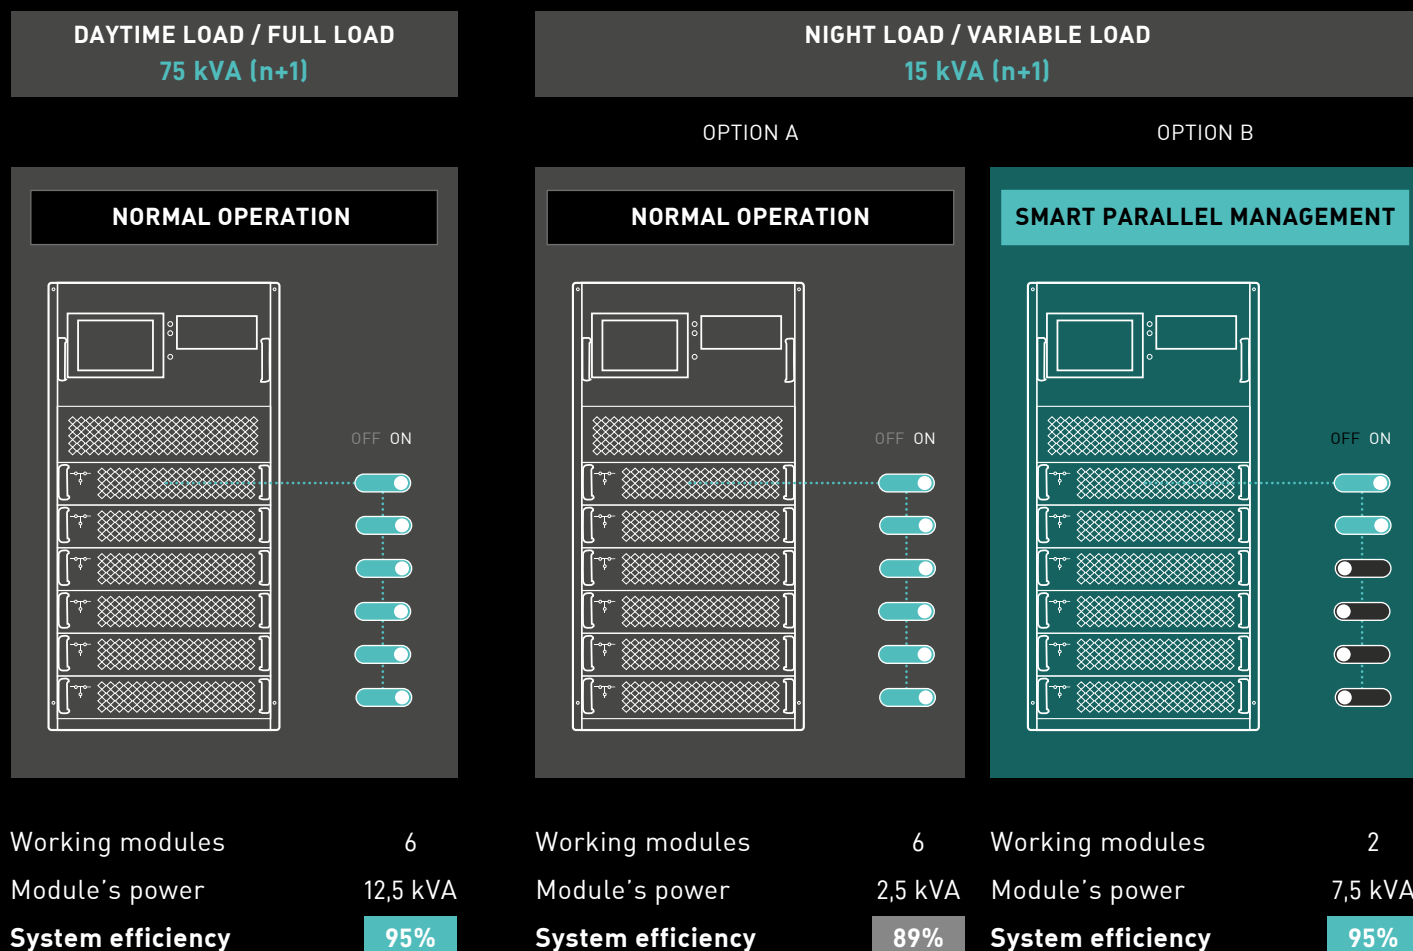 DAYTIME LOAD / FULL LOAD
75 kVA (n+1)
NIGHT LOAD / VARIABLE LOAD
15 kVA (n+1)
OPTION A
OPTION B
NORMAL OPERATION
NORMAL OPERATION
SMART PARALLEL MANAGEMENT
OFF ON
OFF ON
OFF ON
Working modules 6
Module's power 12,5 kVA
System efficiency 95%
Working modules 6
Module's power 2,5 kVA
System efficiency 89%
Working modules 2
Module's power 7,5 kVA
System efficiency 95%